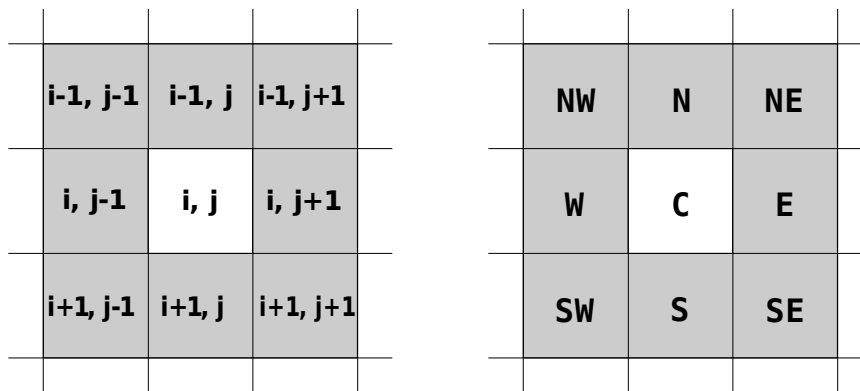 i-1, j-1 i-1, j i-1, j+1
i, j-1 i, j i, j+1
i+1, j-1 i+1, j i+1, j+1
NW N NE
W C E
SW S SE